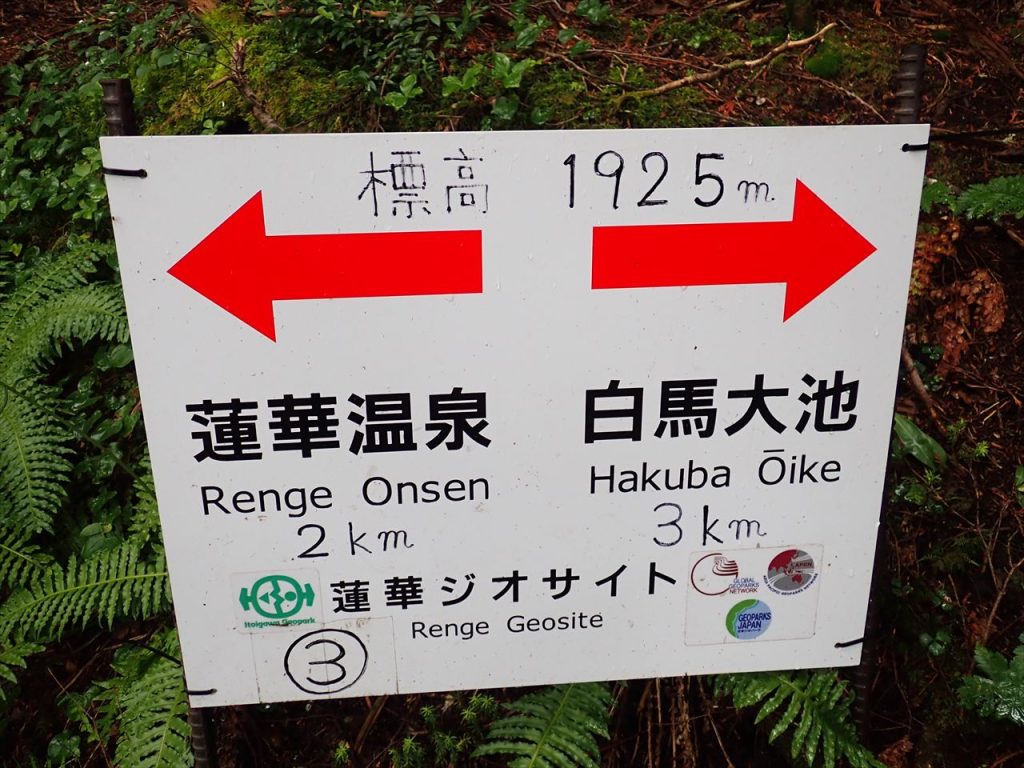 標高 1925m
蓮華温泉
Renge Onsen
2km
白馬大池
Hakuba Ōike
3km
蓮華ジオサイト
Renge Geosite
Itoigawa Geopark
③
GLOBAL
GEOPARKS
NETWORK
JAPAN
GEOPARKS
JAPAN